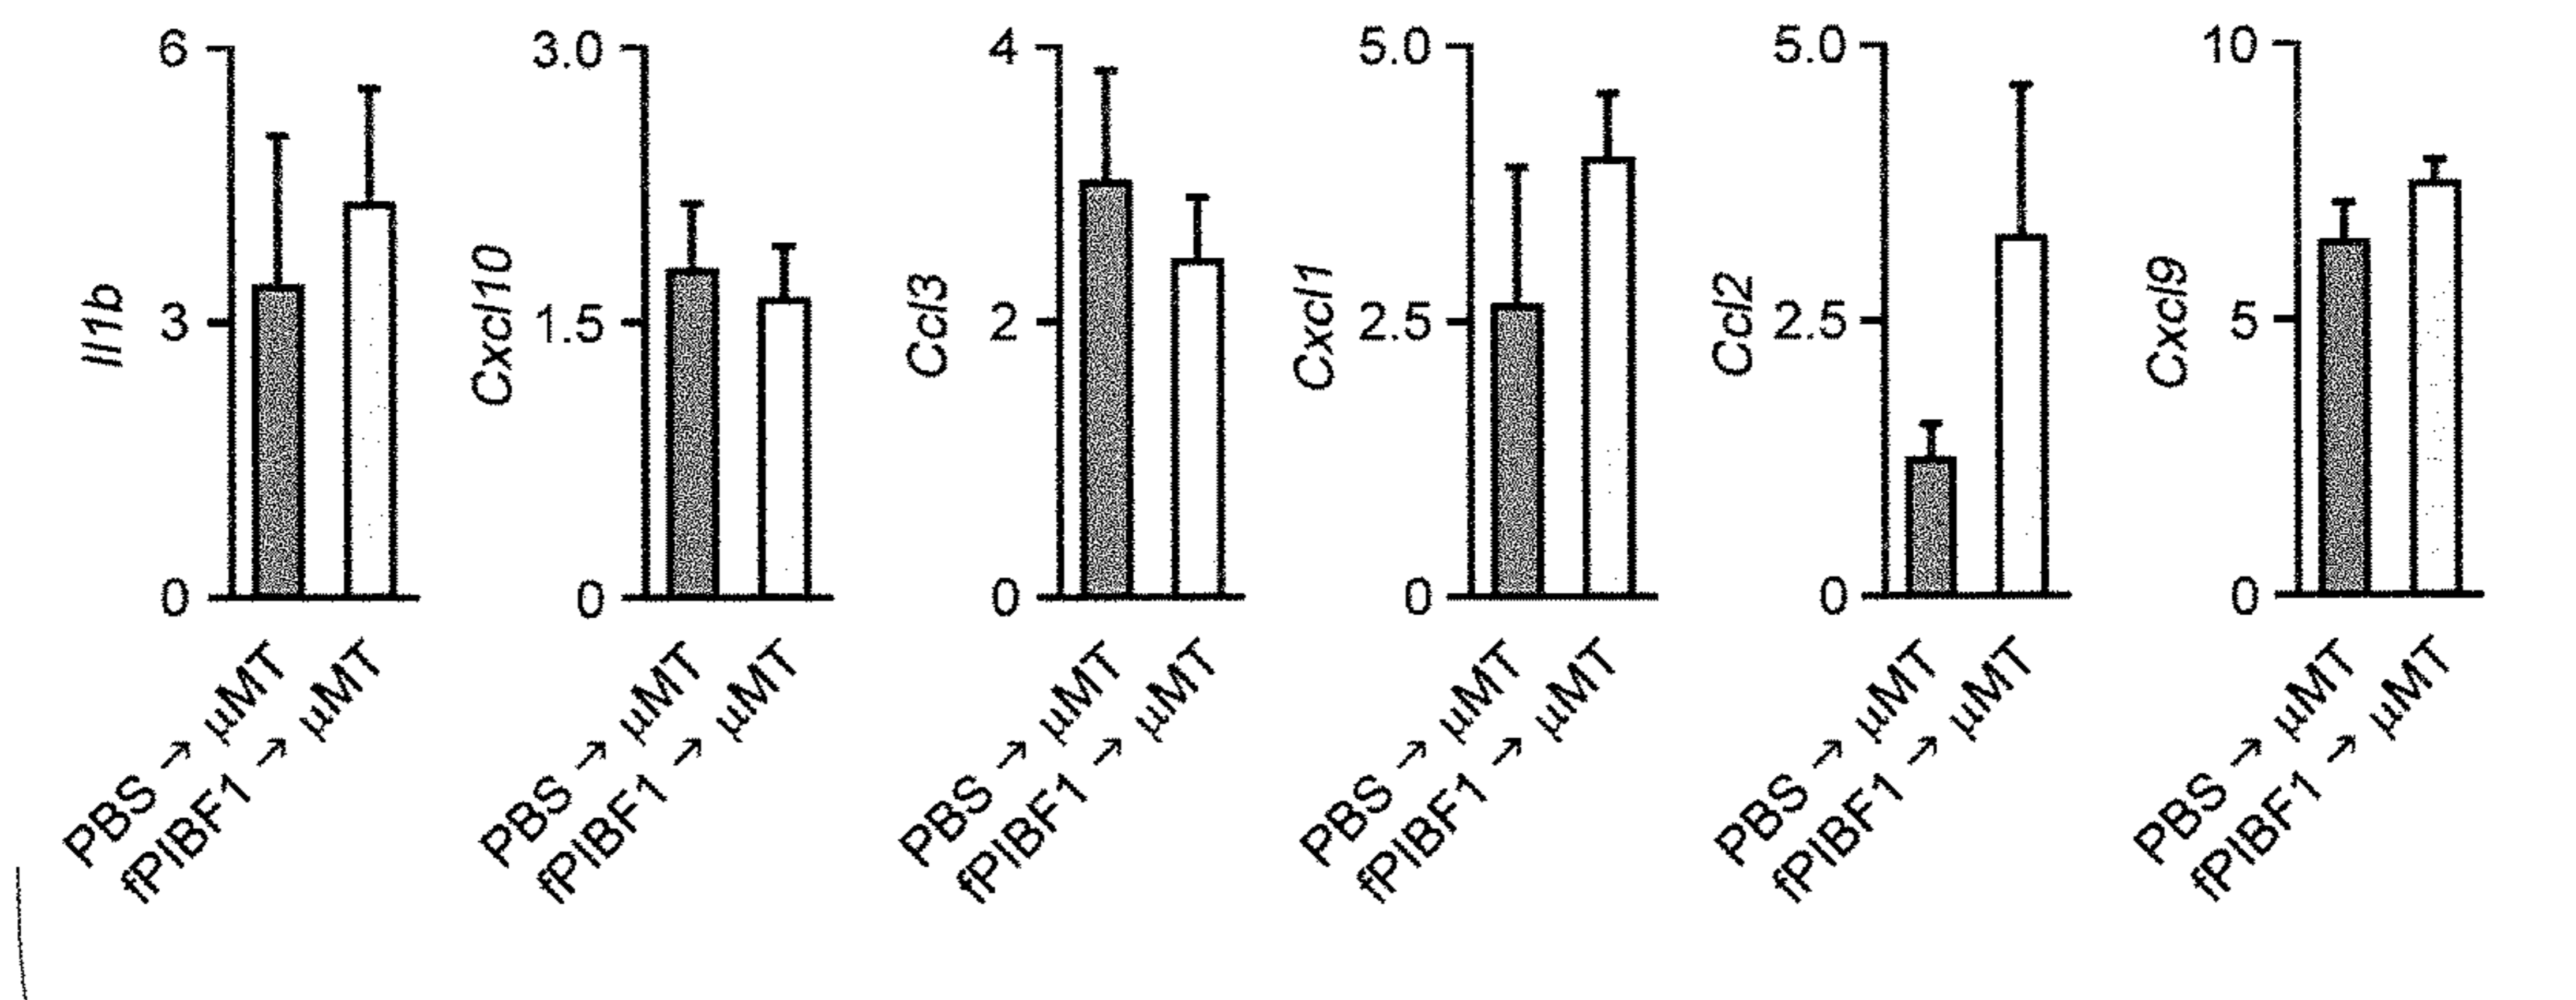 Il1b
6
3
0
PBS → µMT
fPIBF1 → µMT
Cxcl10
3.0
1.5
0
PBS → µMT
fPIBF1 → µMT
Ccl3
4
2
0
PBS → µMT
fPIBF1 → µMT
Cxcl1
5.0
2.5
0
PBS → µMT
fPIBF1 → µMT
Ccl2
5.0
2.5
0
PBS → µMT
fPIBF1 → µMT
Cxcl9
10
5
0
PBS → µMT
fPIBF1 → µMT